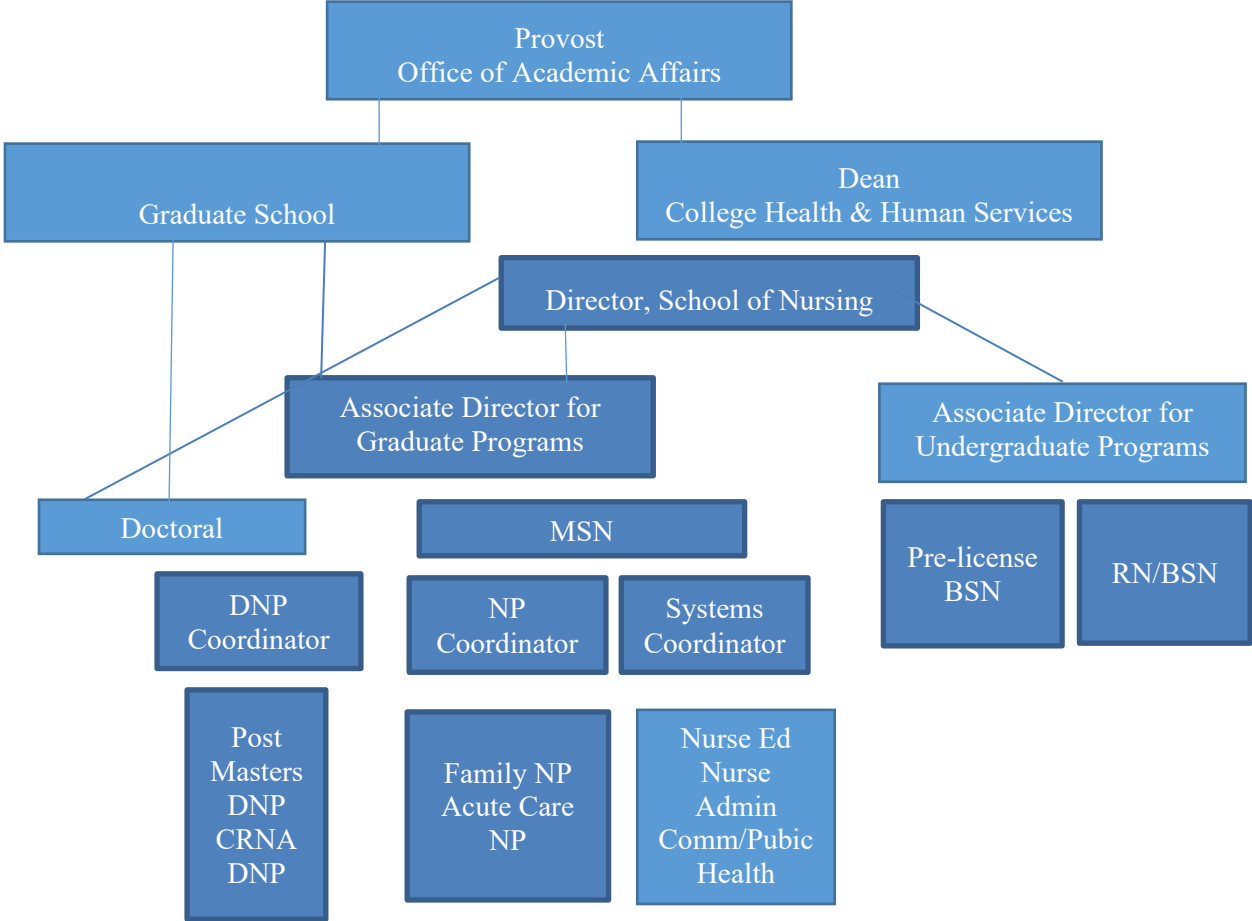 Provost
Office of Academic Affairs
Graduate School
Dean
College Health & Human Services
Director, School of Nursing
Associate Director for
Graduate Programs
Associate Director for
Undergraduate Programs
Doctoral
MSN
Pre-license
BSN
RN/BSN
DNP
Coordinator
NP
Coordinator
Systems
Coordinator
Post
Masters
DNP
CRNA
DNP
Family NP
Acute Care
NP
Nurse Ed
Nurse
Admin
Comm/Pubic
Health